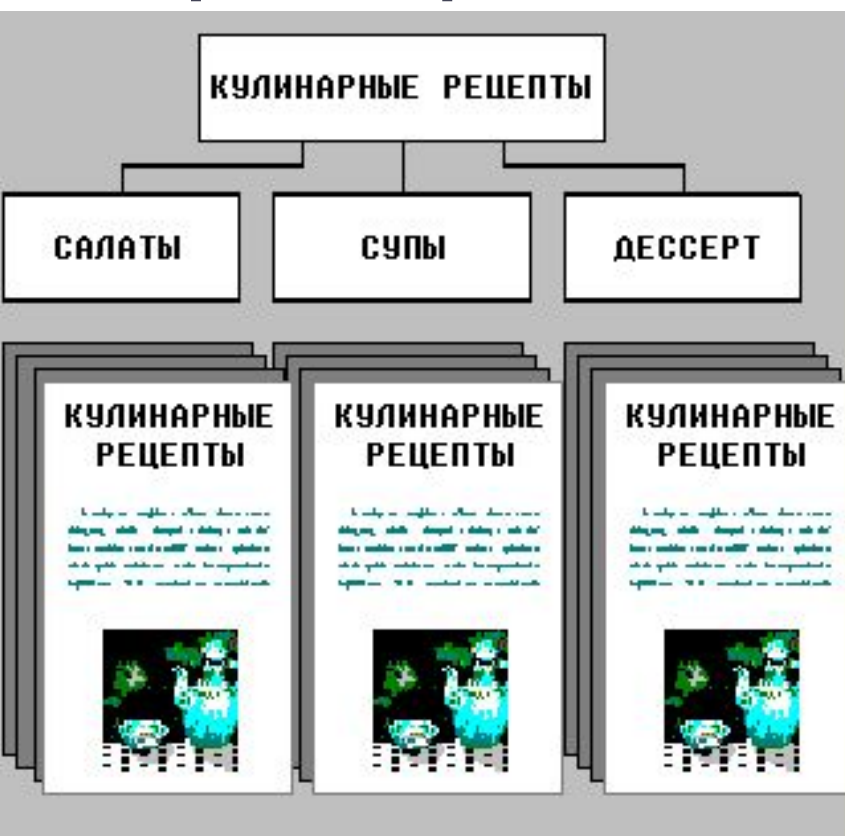 КУЛИНАРНЫЕ РЕЦЕПТЫ
САЛАТЫ
СУПЫ
ДЕССЕРТ
КУЛИНАРНЫЕ
РЕЦЕПТЫ
КУЛИНАРНЫЕ
РЕЦЕПТЫ
КУЛИНАРНЫЕ
РЕЦЕПТЫ